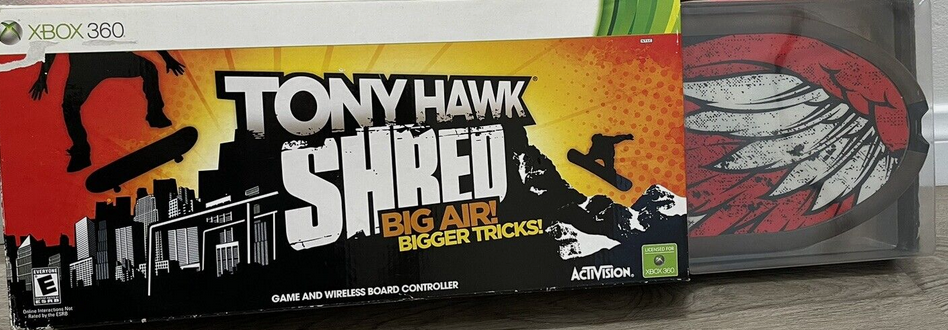 XBOX 360
TONY HAWK
SHRED
BIG AIR!
BIGGER TRICKS!
GAME AND WIRELESS BOARD CONTROLLER
ACTIVISION®
LICENSED FOR
XBOX 360
EVERYONE
E
ESRB
Online Interactions Not
Rated by the ESRB